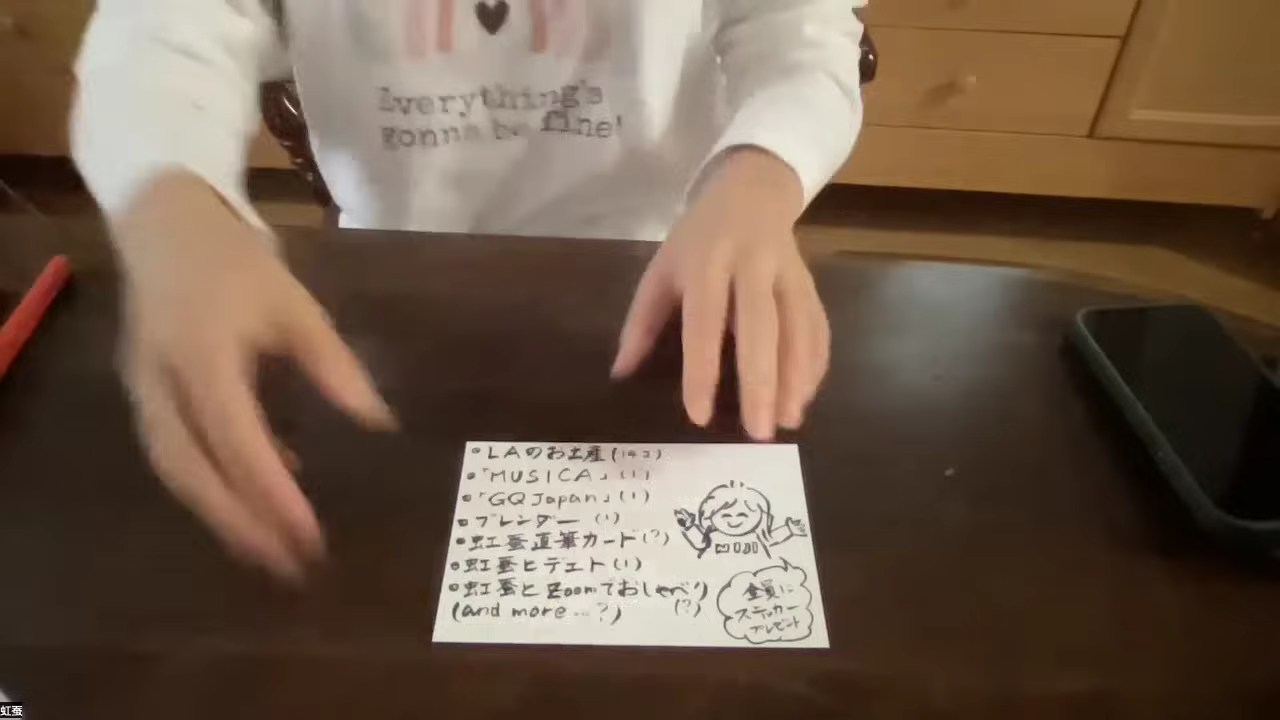 Everything's
gonna be fine!
•LAのお土産(14コ)
•「MUSICA」(1)
•「GQ Japan」(1)
•ブレンダー(1)
•虹蚕直筆カード(?)
•虹蚕とデュエト(1)
•虹蚕とZoomでおしゃべり
(?)
(and more...?)
全員に
ステッカー
プレゼント
虹蚕